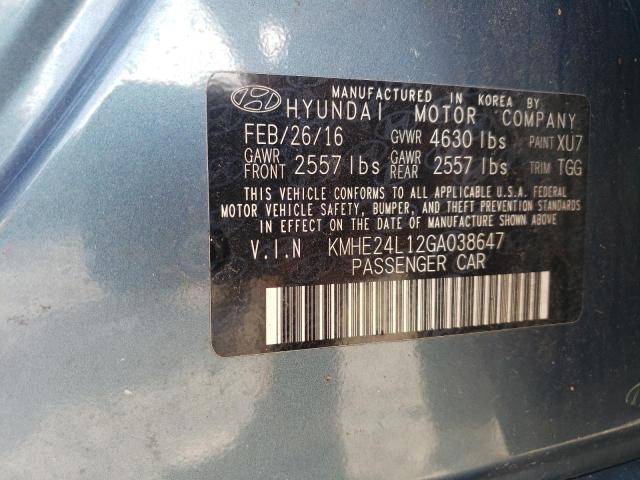 MANUFACTURED IN KOREA BY
HYUNDAI MOTOR COMPANY
FEB/26/16 GVWR 4630 lbs PAINT XU7
GAWR FRONT 2557 lbs GAWR REAR 2557 lbs TRIM TGG
THIS VEHICLE CONFORMS TO ALL APPLICABLE U.S.A. FEDERAL
MOTOR VEHICLE SAFETY, BUMPER, AND THEFT PREVENTION STANDARDS
IN EFFECT ON THE DATE OF MANUFACTURE SHOWN ABOVE.
V.I.N KMHE24L12GA038647
PASSENGER CAR